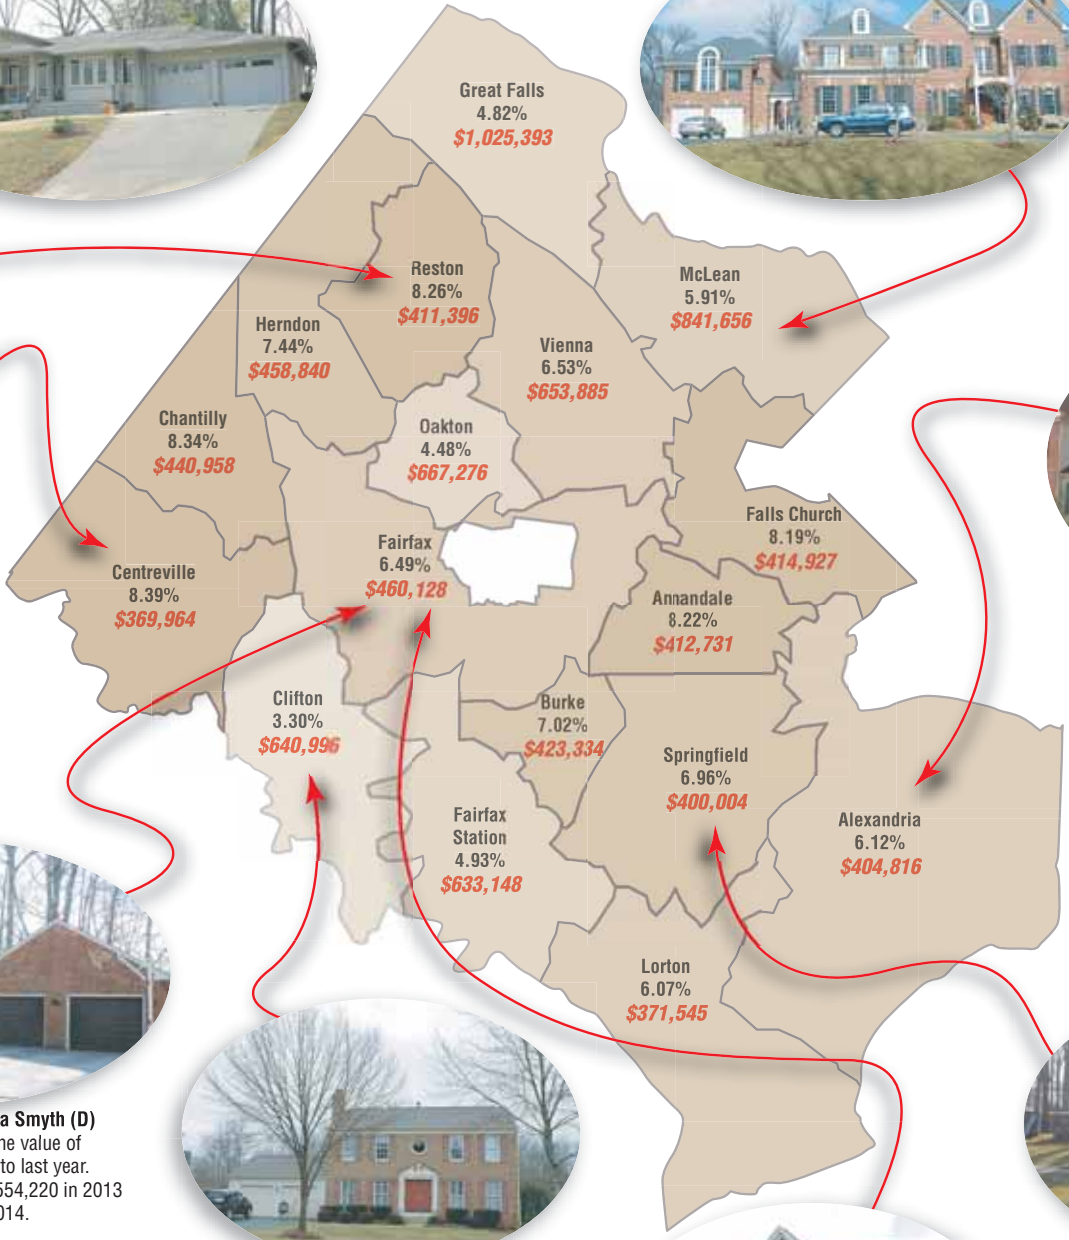 Great Falls
4.82%
$1,025,393
McLean
5.91%
$841,656
Reston
8.26%
$411,396
Herndon
7.44%
$458,840
Vienna
6.53%
$653,885
Chantilly
8.34%
$440,958
Oakton
4.48%
$667,276
Falls Church
8.19%
$414,927
Fairfax
6.49%
$460,128
Centreville
8.39%
$369,964
Annandale
8.22%
$412,731
Clifton
3.30%
$640,996
Burke
7.02%
$423,334
Springfield
6.96%
$400,004
Fairfax
Station
4.93%
$633,148
Alexandria
6.12%
$404,816
Lorton
6.07%
$371,545
a Smyth (D)
he value of
to last year.
554,220 in 2013
014.